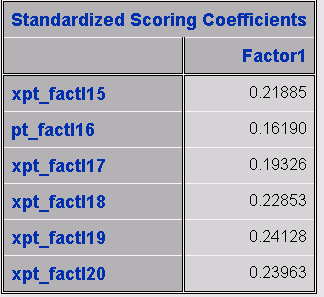 Standardized Scoring Coefficients
Factor1
xpt_factl15 0.21885
pt_factl16 0.16190
xpt_factl17 0.19326
xpt_factl18 0.22853
xpt_factl19 0.24128
xpt_factl20 0.23963